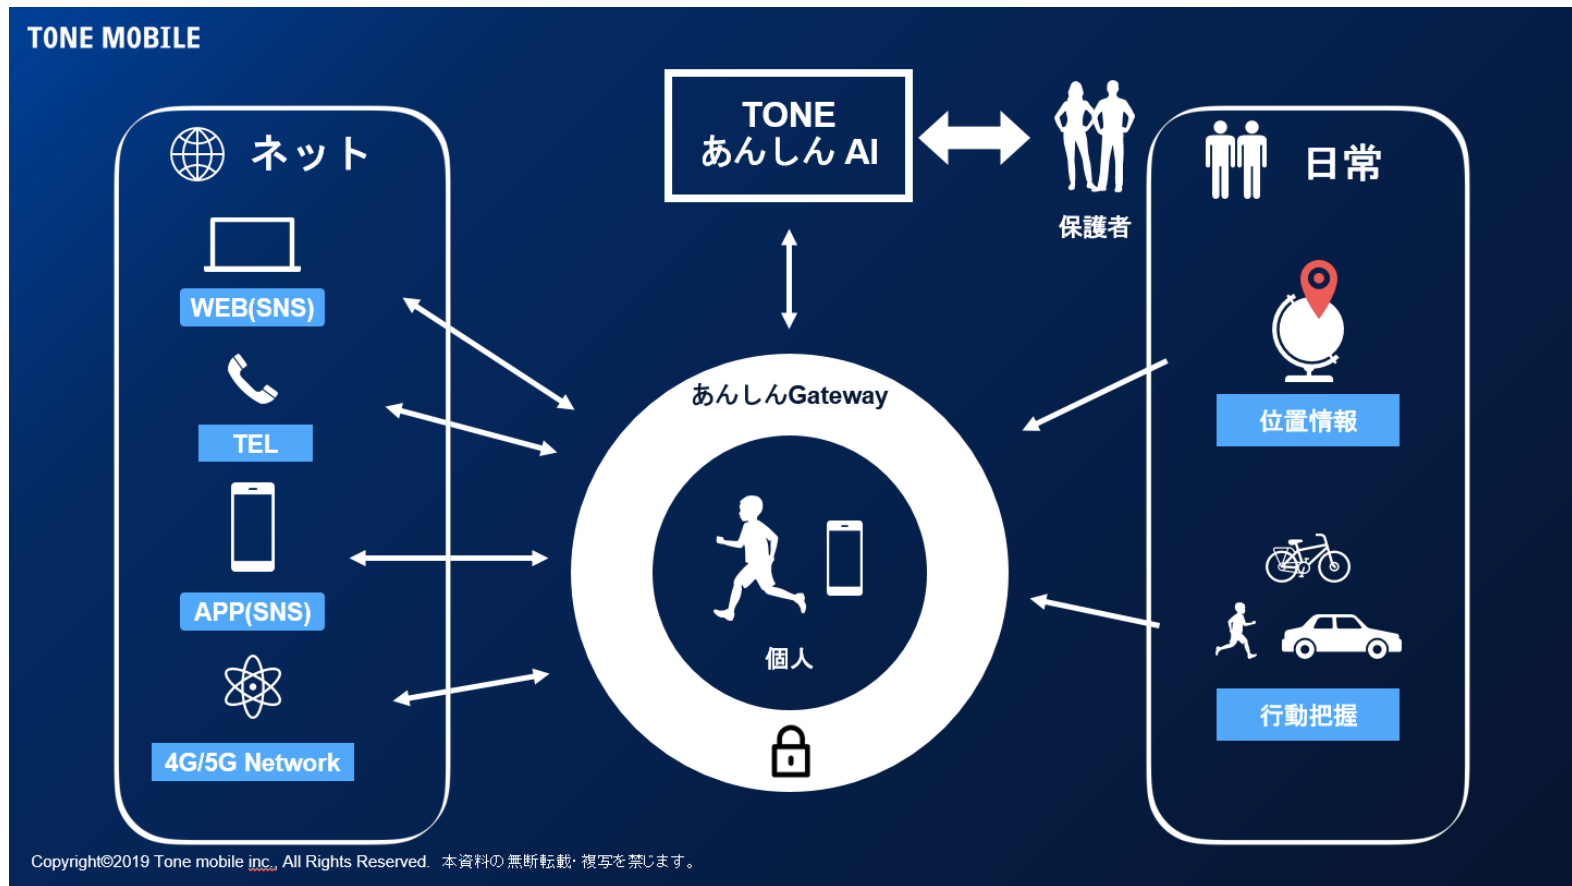 TONE MOBILE
ネット
WEB(SNS)
TEL
APP(SNS)
4G/5G Network
TONE
あんしん AI
保護者
あんしんGateway
個人
日常
位置情報
行動把握
Copyright©2019 Tone mobile inc., All Rights Reserved. 本資料の無断転載・複写を禁じます。